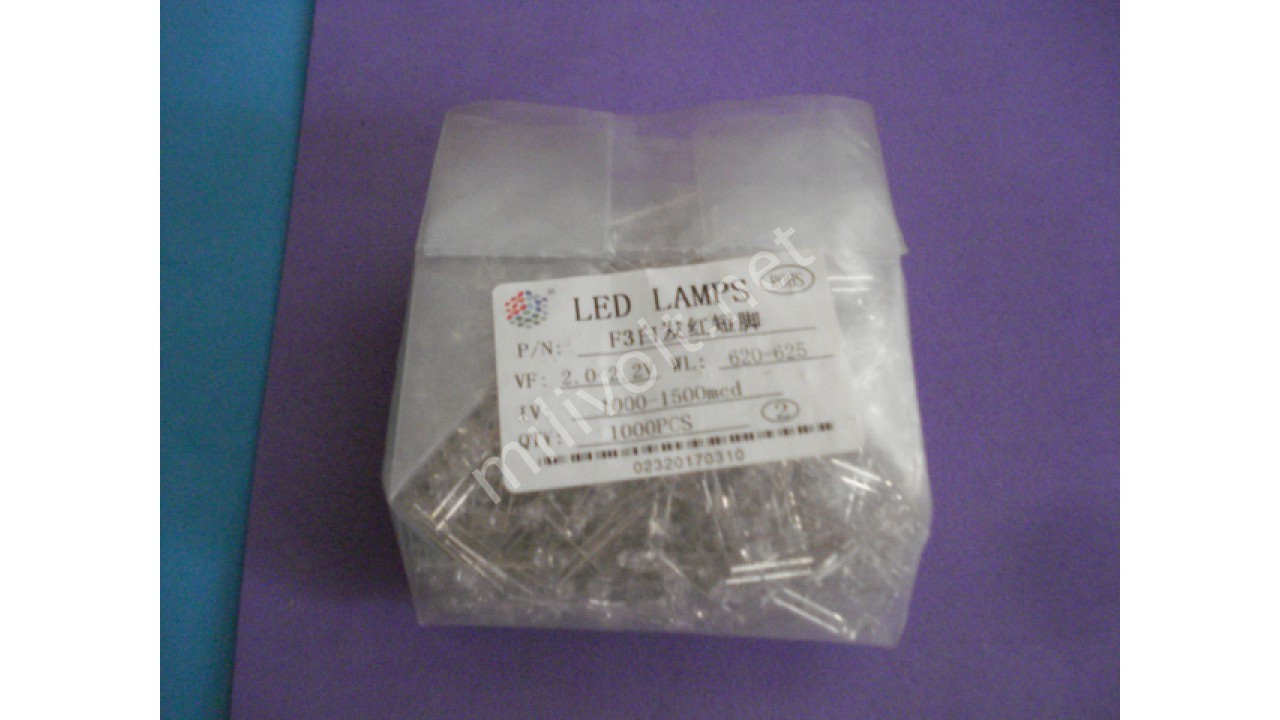 LED LAMPS RoHS
P/N: F3白发红短脚
VF: 2.0-2.2V WL: 620-625
IV: 1000-1500mcd
QTY: 1000PCS 2
02320170310
milivolt.net